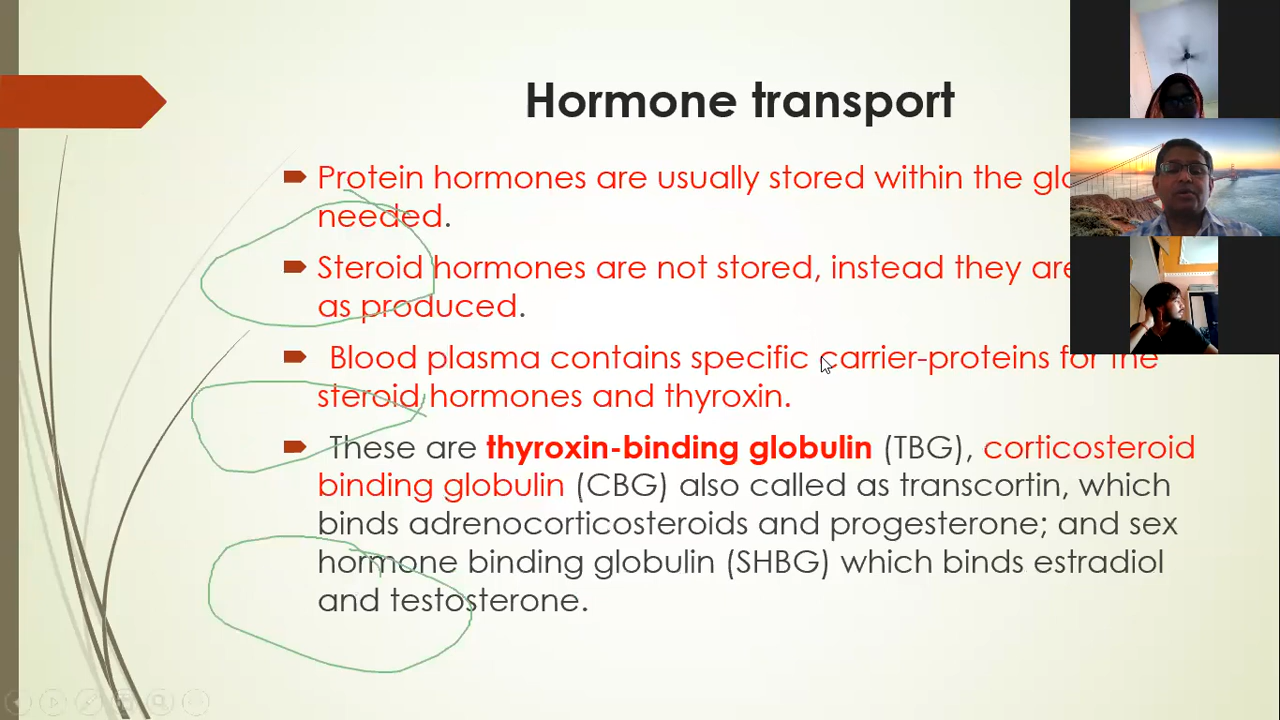 Hormone transport
Protein hormones are usually stored within the
needed.
Steroid hormones are not stored, instead they are
as produced.
Blood plasma contains specific carrier-proteins for the
steroid hormones and thyroxin.
These are thyroxin-binding globulin (TBG), corticosteroid
binding globulin (CBG) also called as transcortin, which
binds adrenocorticosteroids and progesterone; and sex
hormone binding globulin (SHBG) which binds estradiol
and testosterone.